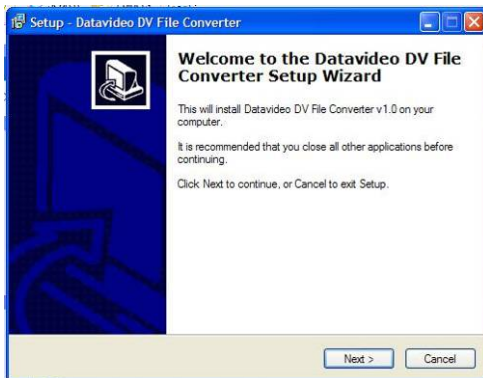 Setup - Datavideo DV File Converter
Welcome to the Datavideo DV File
Converter Setup Wizard
This will install Datavideo DV File Converter v1.0 on your
computer.
It is recommended that you close all other applications before
continuing.
Click Next to continue, or Cancel to exit Setup.
Next >
Cancel